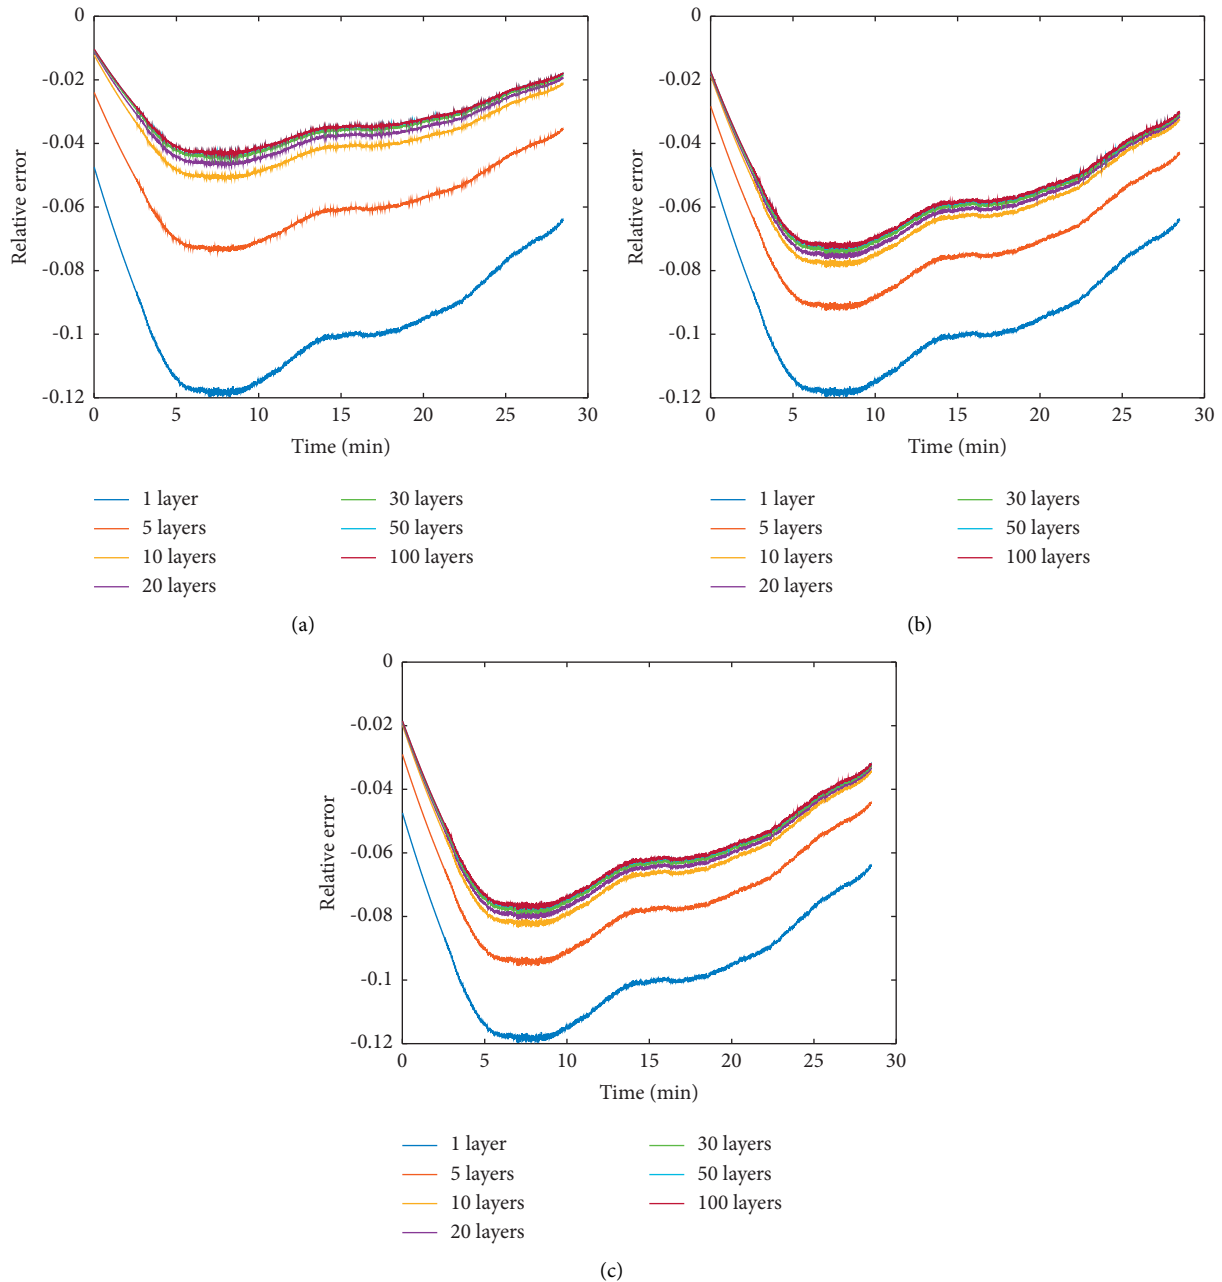 0
-0.02
-0.04
-0.06
-0.08
-0.1
-0.12
Relative error
0 5 10 15 20 25 30
Time (min)
1 layer
5 layers
10 layers
20 layers
30 layers
50 layers
100 layers
(a)
0
-0.02
-0.04
-0.06
-0.08
-0.1
-0.12
Relative error
0 5 10 15 20 25 30
Time (min)
1 layer
5 layers
10 layers
20 layers
30 layers
50 layers
100 layers
(b)
0
-0.02
-0.04
-0.06
-0.08
-0.1
-0.12
Relative error
0 5 10 15 20 25 30
Time (min)
1 layer
5 layers
10 layers
20 layers
30 layers
50 layers
100 layers
(c)